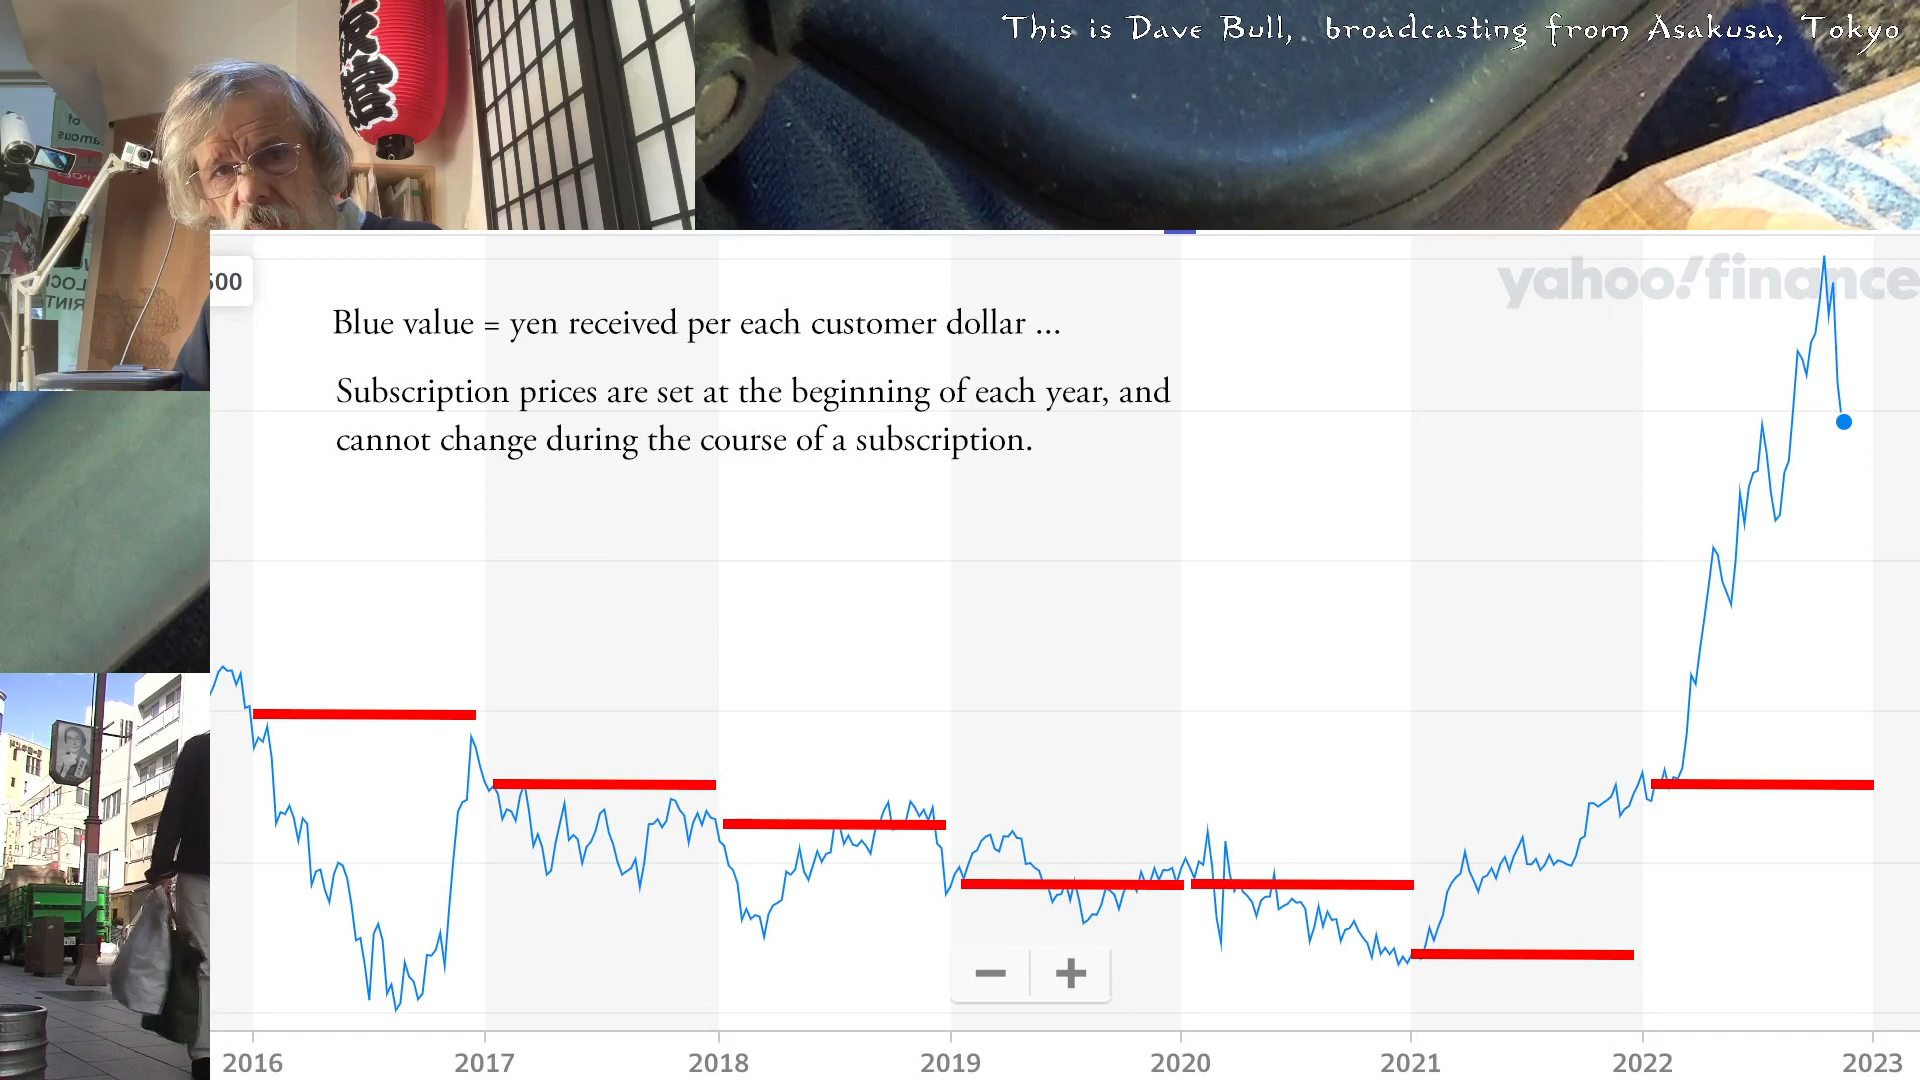 This is Dave Bull, broadcasting from Asakusa, Tokyo
500
yahoo!finance
Blue value = yen received per each customer dollar ...
Subscription prices are set at the beginning of each year, and
cannot change during the course of a subscription.
2016 2017 2018 2019 2020 2021 2022 2023